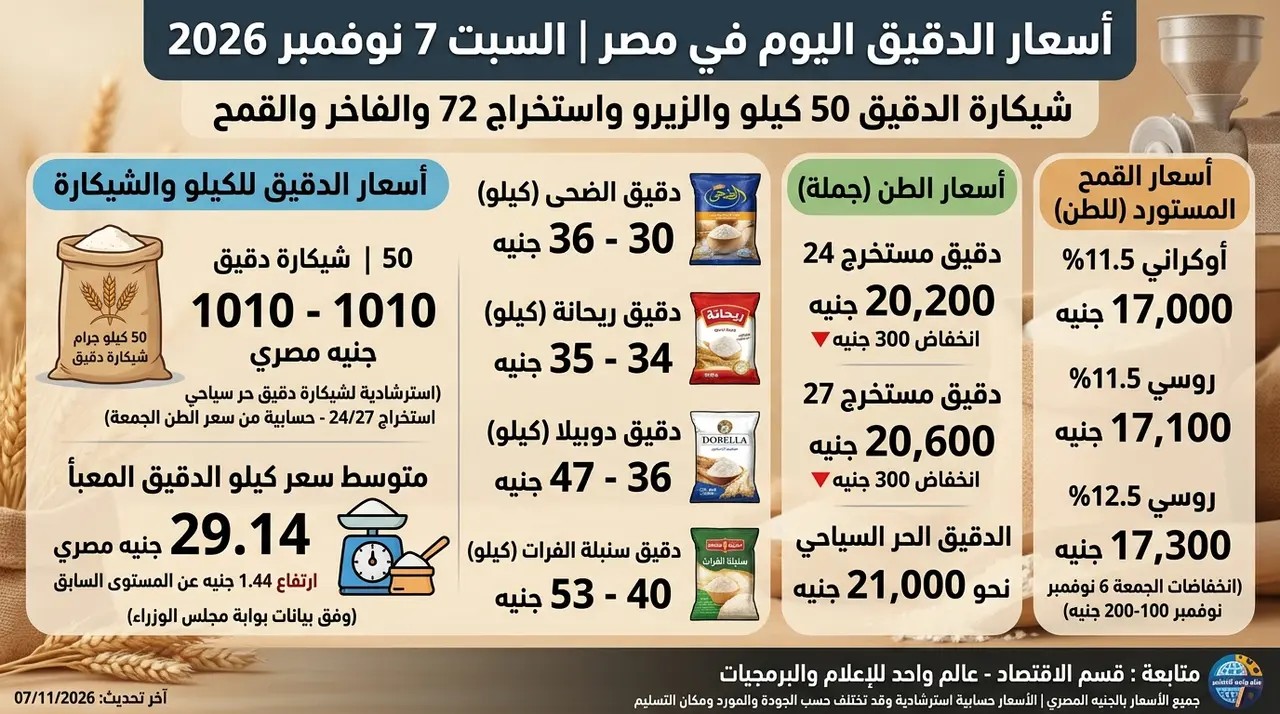 أسعار الدقيق اليوم في مصر | السبت 7 نوفمبر 2026
شيكارة الدقيق 50 كيلو والزيرو واستخراج 72 والفاخر والقمح
أسعار القمح
المستورد (للطن)
أوكراني 11.5%
17,000 جنيه
روسي 11.5%
17,100 جنيه
روسي 12.5%
17,300 جنيه
(انخفاضات الجمعة 6 نوفمبر
نوفمبر 100-200 جنيه)
أسعار الطن (جملة)
دقيق مستخرج 24
20,200 جنيه
انخفاض 300 جنيه▼
دقيق مستخرج 27
20,600 جنيه
انخفاض 300 جنيه▼
الدقيق الحر السياحي
نحو 21,000 جنيه
دقيق الضحى (كيلو)
30 - 36 جنيه
الضحى
دقيق ريحانة (كيلو)
34 - 35 جنيه
ريحانة
دقيق دوبيلا (كيلو)
36 - 47 جنيه
DORELLA
دقيق سنبلة الفرات (كيلو)
40 - 53 جنيه
سنبلة الفرات
أسعار الدقيق للكيلو والشيكارة
50 | شيكارة دقيق
1010 - 1010
جنيه مصري
50 كيلو جرام
شيكارة دقيق
(استرشادية لشيكارة دقيق حر سياحي
استخراج 24/27 - حسابية من سعر الطن الجمعة)
متوسط سعر كيلو الدقيق المعبأ
29.14 جنيه مصري
ارتفاع 1.44 جنيه عن المستوى السابق
(وفق بيانات بوابة مجلس الوزراء)
متابعة : قسم الاقتصاد - عالم واحد للإعلام والبرمجيات
جميع الأسعار بالجنيه المصري | الأسعار حسابية استرشادية وقد تختلف حسب الجودة والمورد ومكان التسليم
آخر تحديث: 07/11/2026